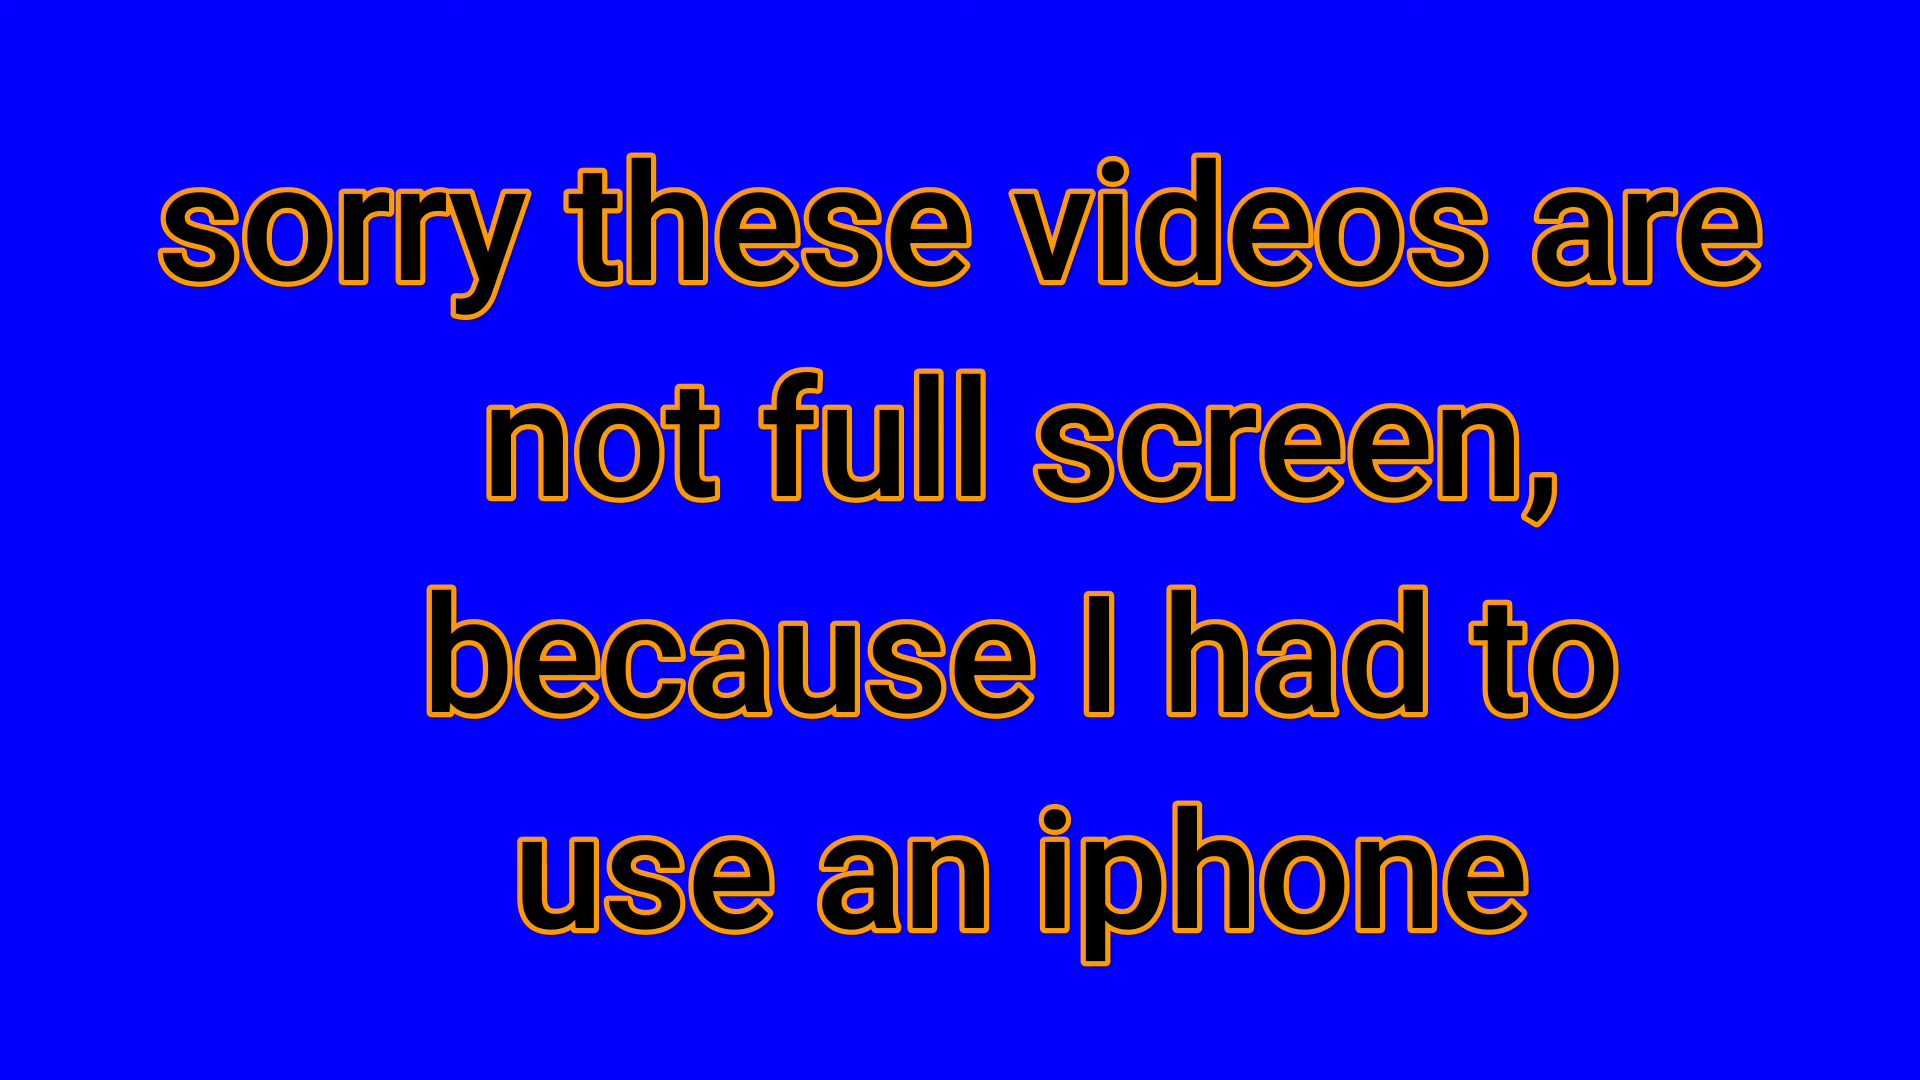 sorry these videos are
not full screen,
because I had to
use an iphone